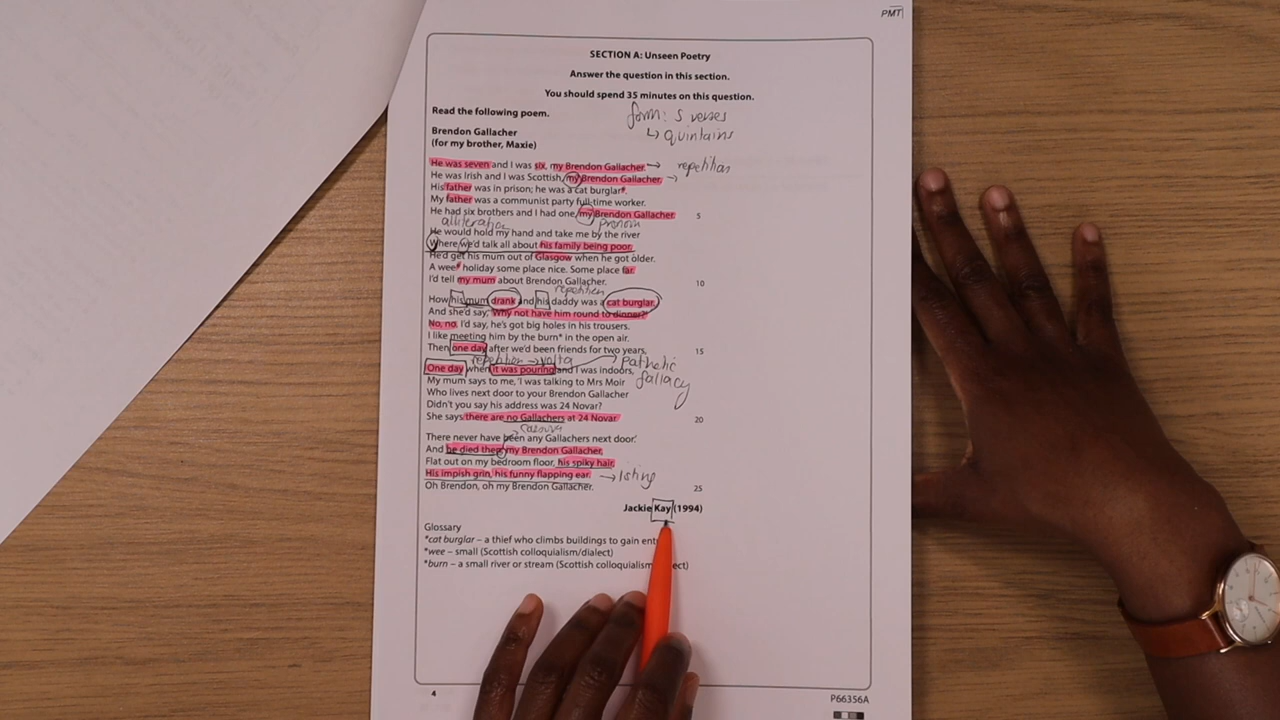 PMT
SECTION A: Unseen Poetry
Answer the question in this section.
You should spend 35 minutes on this question.
Read the following poem.
form: 5 verses
↳ quintains
Brendon Gallacher
(for my brother, Maxie)
He was seven and I was six, my Brendon Gallacher → repetition
He was Irish and I was Scottish, my Brendon Gallacher. →
His father was in prison; he was a cat burglar*.
My father was a communist party full-time worker.
He had six brothers and I had one, my Brendon Gallacher. 5
alliteration pronoun
He would hold my hand and take me by the river
Where we'd talk all about his family being poor.
He'd get his mum out of Glasgow when he got older.
A wee* holiday some place nice. Some place far.
I'd tell my mum about Brendon Gallacher. 10
repetition
How his mum drank and his daddy was a cat burglar.
And she'd say, 'Why not have him round to dinner?'
No, no, I'd say, he's got big holes in his trousers.
I like meeting him by the burn* in the open air.
Then one day after we'd been friends for two years, 15
repetition → volta pathetic fallacy
One day when it was pouring and I was indoors,
My mum says to me, 'I was talking to Mrs Moir
Who lives next door to your Brendon Gallacher
Didn't you say his address was 24 Novar?
She says there are no Gallachers at 24 Novar 20
caesura
There never have been any Gallachers next door.'
And he died then, my Brendon Gallacher,
Flat out on my bedroom floor, his spiky hair,
His impish grin, his funny flapping ear. → listing
Oh Brendon, oh my Brendon Gallacher. 25
Jackie Kay (1994)
Glossary
*cat burglar – a thief who climbs buildings to gain
*wee – small (Scottish colloquialism/dialect)
*burn – a small river or stream (Scottish
4
P66356A